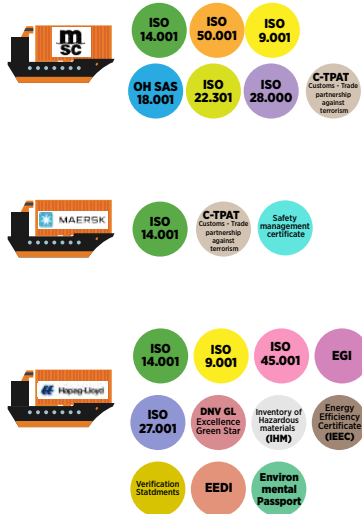 m
sc
ISO
14.001
ISO
50.001
ISO
9.001
OH SAS
18.001
ISO
22.301
ISO
28.000
C-TPAT
Customs - Trade
partnership
against
terrorism
MAERSK
ISO
14.001
C-TPAT
Customs - Trade
partnership
against
terrorism
Safety
management
certificate
Hapag-Lloyd
ISO
14.001
ISO
9.001
ISO
45.001
EGI
ISO
27.001
DNV GL
Excellence
Green Star
Inventory of
Hazardous
materials
(IHM)
Energy
Efficiency
Certificate
(IEEC)
Verification
Statdments
EEDI
Environ
mental
Passport